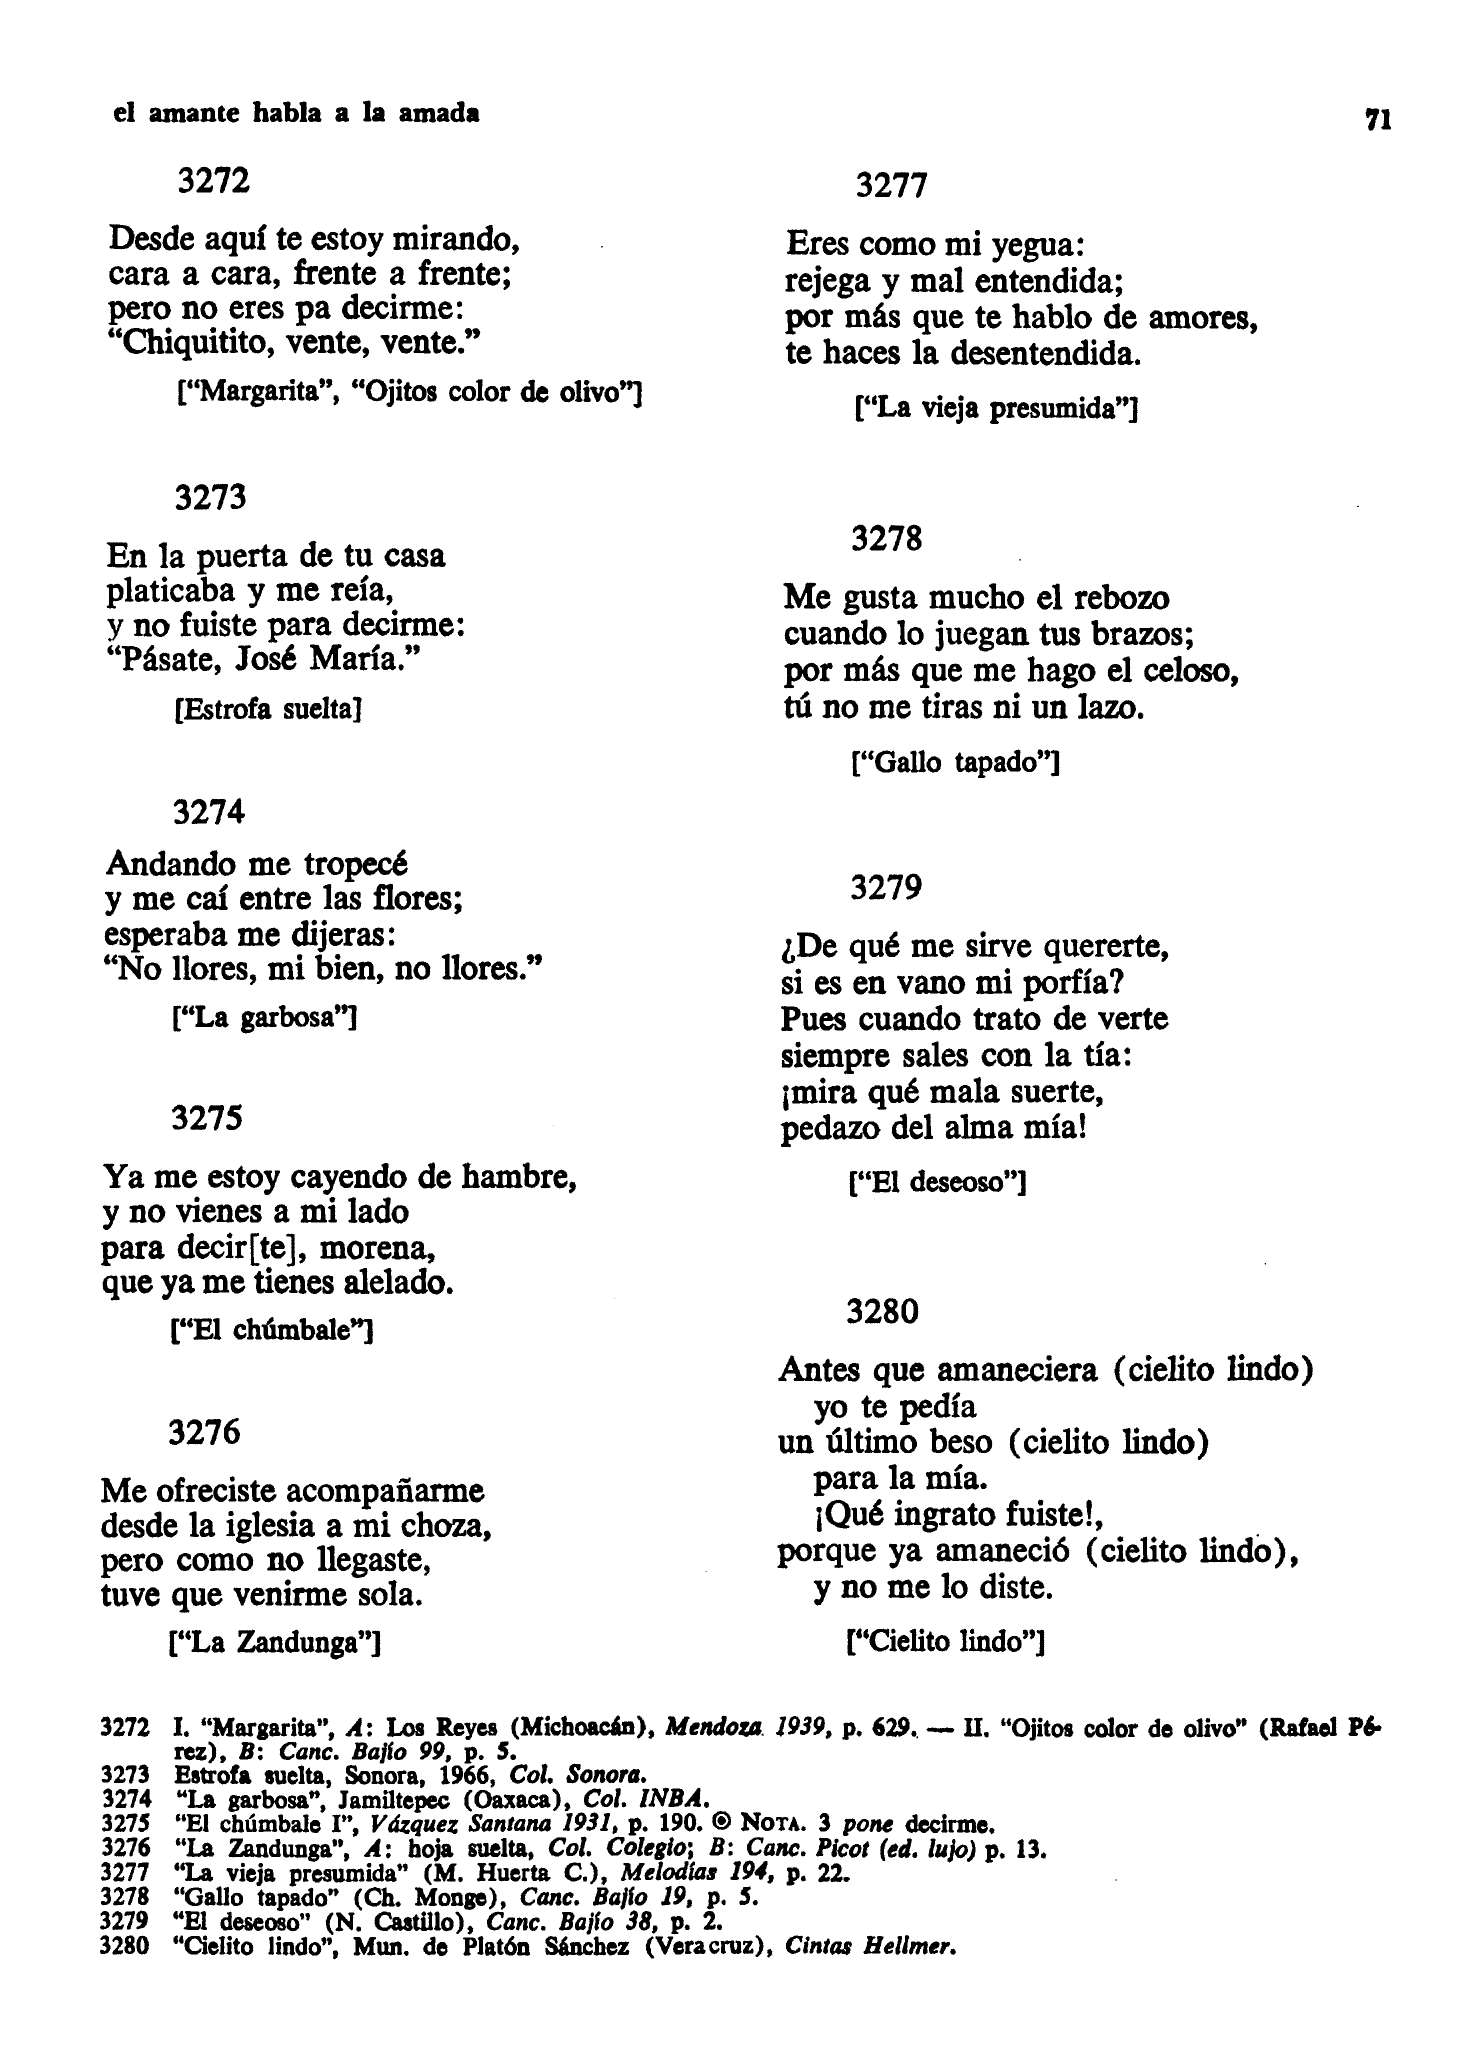 el amante habla a la amada
71
3272
Desde aquí te estoy mirando,
cara a cara, frente a frente;
pero no eres pa decirme:
“Chiquitito, vente, vente.”
[“Margarita”, “Ojitos color de olivo”]
3273
En la puerta de tu casa
platicaba y me reía,
y no fuiste para decirme:
“Pásate, José María.”
[Estrofa suelta]
3274
Andando me tropecé
y me caí entre las flores;
esperaba me dijeras:
“No llores, mi bien, no llores.”
[“La garbosa”]
3275
Ya me estoy cayendo de hambre,
y no vienes a mi lado
para decir[te], morena,
que ya me tienes alelado.
[“El chúmbale”]
3276
Me ofreciste acompañarme
desde la iglesia a mi choza,
pero como no llegaste,
tuve que venirme sola.
[“La Zandunga”]
3277
Eres como mi yegua:
rejega y mal entendida;
por más que te hablo de amores,
te haces la desentendida.
[“La vieja presumida”]
3278
Me gusta mucho el rebozo
cuando lo juegan tus brazos;
por más que me hago el celoso,
tú no me tiras ni un lazo.
[“Gallo tapado”]
3279
¿De qué me sirve quererte,
si es en vano mi porfía?
Pues cuando trato de verte
siempre sales con la tía:
¡mira qué mala suerte,
pedazo del alma mía!
[“El deseoso”]
3280
Antes que amaneciera (cielito lindo)
yo te pedía
un último beso (cielito lindo)
para la mía.
¡Qué ingrato fuiste!,
porque ya amaneció (cielito lindo),
y no me lo diste.
[“Cielito lindo”]
3272 I. “Margarita”, A: Los Reyes (Michoacán), Mendoza 1939, p. 629. — II. “Ojitos color de olivo” (Rafael Pé-
rez), B: Canc. Bajío 99, p. 5.
3273 Estrofa suelta, Sonora, 1966, Col. Sonora.
3274 “La garbosa”, Jamiltepec (Oaxaca), Col. INBA.
3275 “El chúmbale I”, Vázquez Santana 1931, p. 190. ⊙ NOTA. 3 pone decirme.
3276 “La Zandunga”, A: hoja suelta, Col. Colegio; B: Canc. Picot (ed. lujo) p. 13.
3277 “La vieja presumida” (M. Huerta C.), Melodías 194, p. 22.
3278 “Gallo tapado” (Ch. Monge), Canc. Bajío 19, p. 5.
3279 “El deseoso” (N. Castillo), Canc. Bajío 38, p. 2.
3280 “Cielito lindo”, Mun. de Platón Sánchez (Veracruz), Cintas Hellmer.